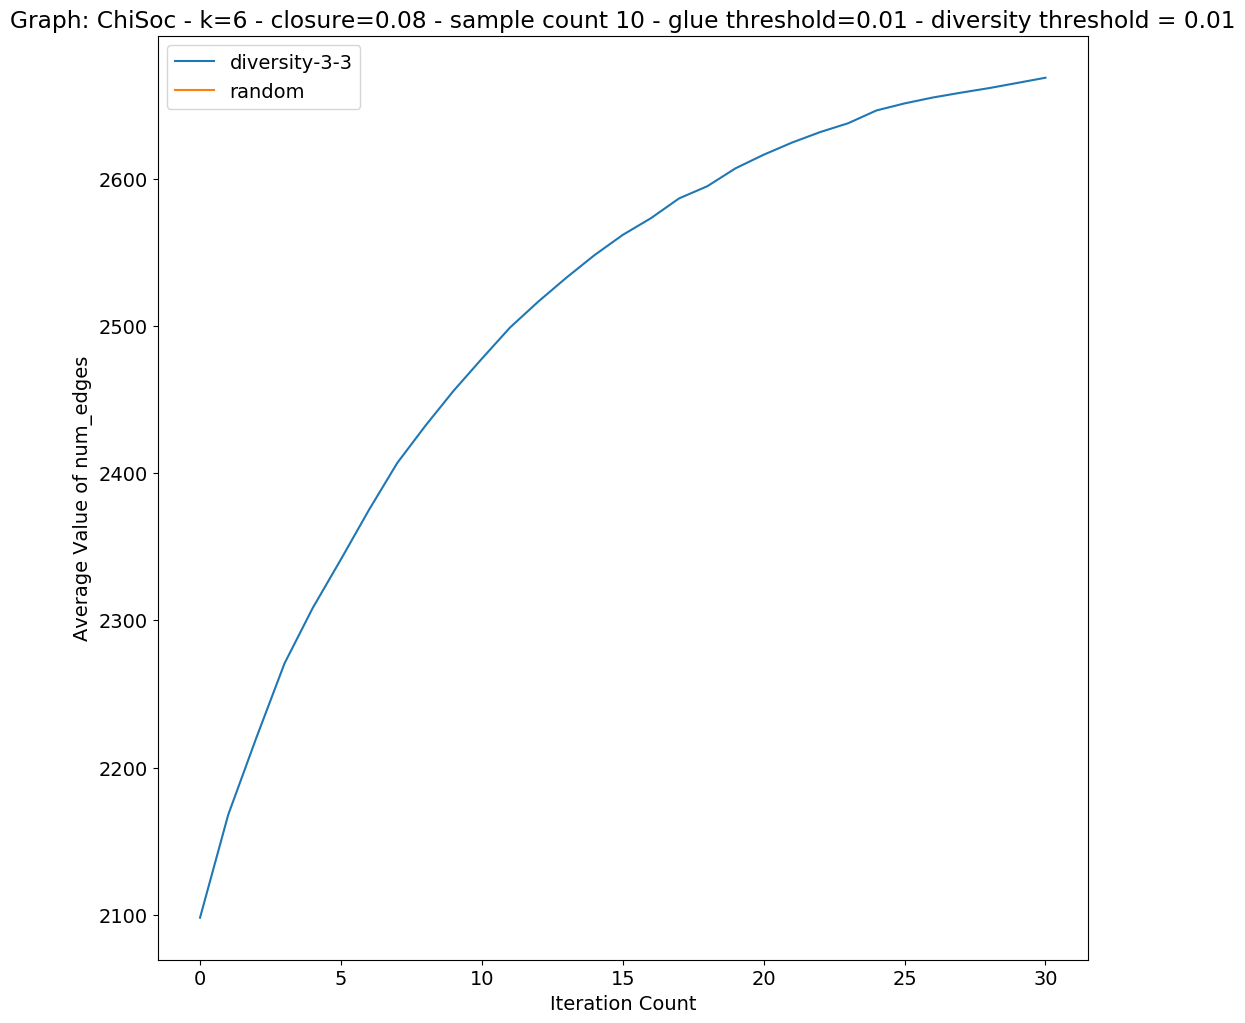 Graph: ChiSoc - k=6 - closure=0.08 - sample count 10 - glue threshold=0.01 - diversity threshold = 0.01
diversity-3-3
random
2600
2500
2400
2300
2200
2100
Average Value of num_edges
0 5 10 15 20 25 30
Iteration Count